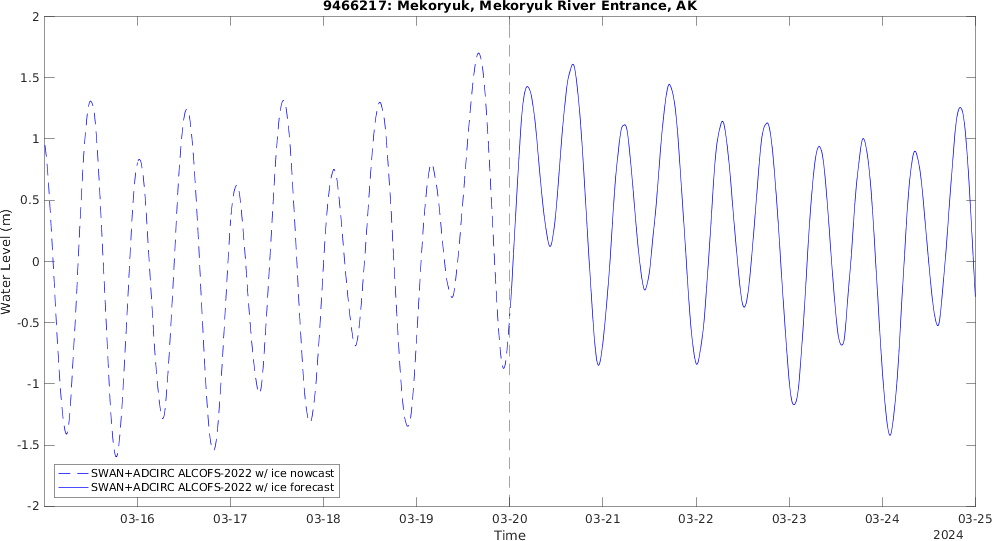 9466217: Mekoryuk, Mekoryuk River Entrance, AK
2
1.5
1
0.5
0
-0.5
-1
-1.5
-2
Water Level (m)
SWAN+ADCIRC ALCOFS-2022 w/ ice nowcast
SWAN+ADCIRC ALCOFS-2022 w/ ice forecast
03-16 03-17 03-18 03-19 03-20 03-21 03-22 03-23 03-24 03-25
Time
2024